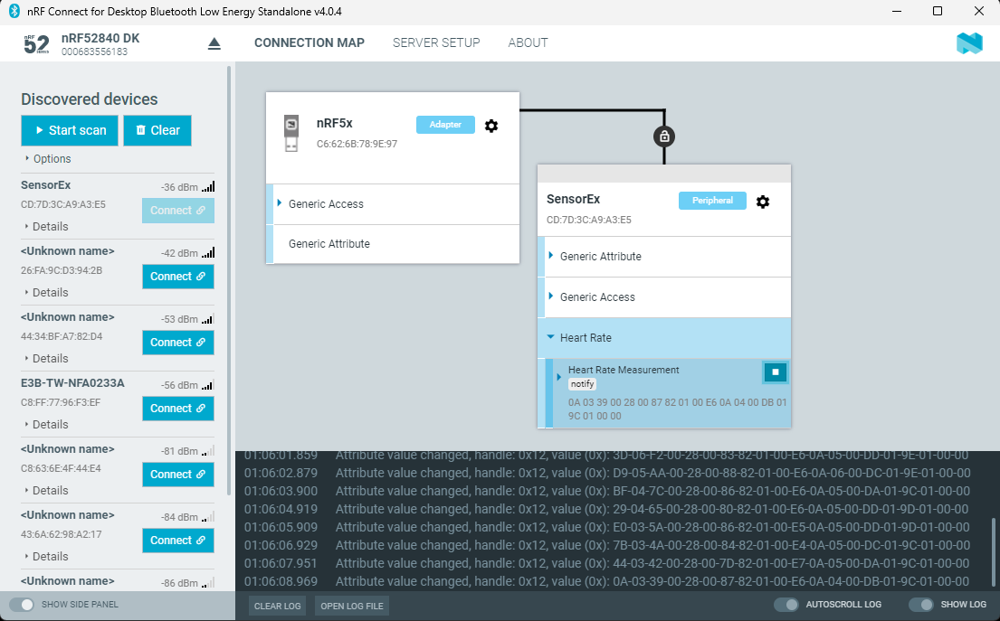 nRF Connect for Desktop Bluetooth Low Energy Standalone v4.0.4
nRF
52
SERIES
nRF52840 DK
000683556183
CONNECTION MAP
SERVER SETUP
ABOUT
Discovered devices
Start scan
Clear
Options
SensorEx
-36 dBm
CD:7D:3C:A9:A3:E5
Connect
Details
<Unknown name>
-42 dBm
26:FA:9C:D3:94:2B
Connect
Details
<Unknown name>
-53 dBm
44:34:BF:A7:82:D4
Connect
Details
E3B-TW-NFA0233A
-56 dBm
C8:FF:77:96:F3:EF
Connect
Details
<Unknown name>
-81 dBm
C8:63:6E:4F:44:E4
Connect
Details
<Unknown name>
-84 dBm
43:6A:62:98:A2:17
Connect
Details
<Unknown name>
-86 dBm
SHOW SIDE PANEL
nRF5x
Adapter
C6:62:6B:78:9E:97
Generic Access
Generic Attribute
SensorEx
Peripheral
CD:7D:3C:A9:A3:E5
Generic Attribute
Generic Access
Heart Rate
Heart Rate Measurement
notify
0A 03 39 00 28 00 87 82 01 00 E6 0A 04 00 DB 01
9C 01 00 00
01:06:01.859 Attribute value changed, handle: 0x12, value (0x): 3D-06-F2-00-28-00-83-82-01-00-E6-0A-05-00-DD-01-9E-01-00-00
01:06:02.879 Attribute value changed, handle: 0x12, value (0x): D9-05-AA-00-28-00-88-82-01-00-E6-0A-06-00-DC-01-9E-01-00-00
01:06:03.900 Attribute value changed, handle: 0x12, value (0x): BF-04-7C-00-28-00-86-82-01-00-E6-0A-05-00-DA-01-9C-01-00-00
01:06:04.919 Attribute value changed, handle: 0x12, value (0x): 29-04-65-00-28-00-80-82-01-00-E6-0A-05-00-DD-01-9D-01-00-00
01:06:05.909 Attribute value changed, handle: 0x12, value (0x): E0-03-5A-00-28-00-86-82-01-00-E5-0A-05-00-DD-01-9D-01-00-00
01:06:06.929 Attribute value changed, handle: 0x12, value (0x): 7B-03-4A-00-28-00-84-82-01-00-E4-0A-05-00-DC-01-9C-01-00-00
01:06:07.951 Attribute value changed, handle: 0x12, value (0x): 44-03-42-00-28-00-7D-82-01-00-E7-0A-05-00-DA-01-9C-01-00-00
01:06:08.969 Attribute value changed, handle: 0x12, value (0x): 0A-03-39-00-28-00-87-82-01-00-E6-0A-04-00-DB-01-9C-01-00-00
CLEAR LOG
OPEN LOG FILE
AUTOSCROLL LOG
SHOW LOG